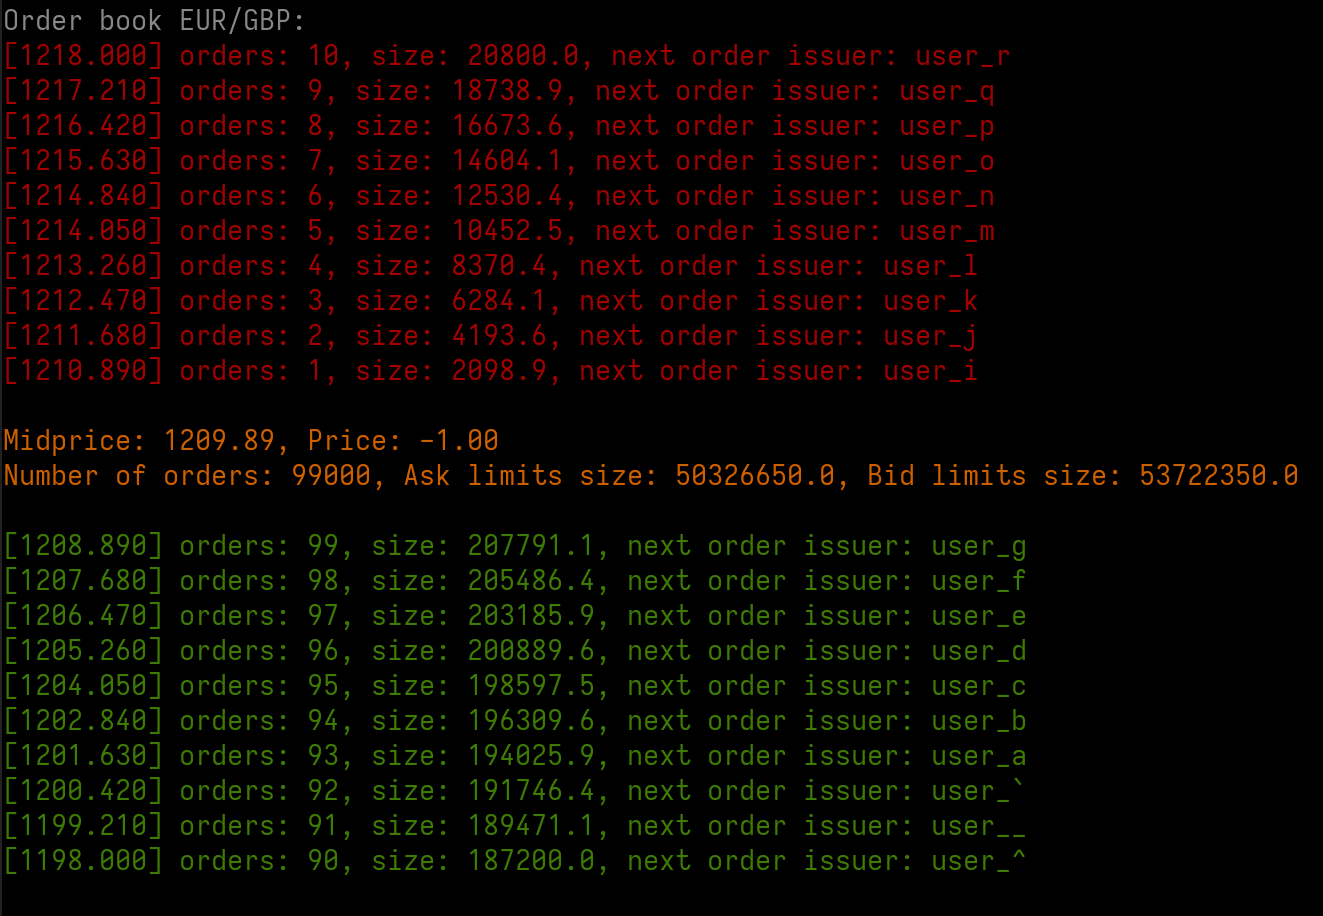 Order book EUR/GBP:
[1218.000] orders: 10, size: 20800.0, next order issuer: user_r
[1217.210] orders: 9, size: 18738.9, next order issuer: user_q
[1216.420] orders: 8, size: 16673.6, next order issuer: user_p
[1215.630] orders: 7, size: 14604.1, next order issuer: user_o
[1214.840] orders: 6, size: 12530.4, next order issuer: user_n
[1214.050] orders: 5, size: 10452.5, next order issuer: user_m
[1213.260] orders: 4, size: 8370.4, next order issuer: user_l
[1212.470] orders: 3, size: 6284.1, next order issuer: user_k
[1211.680] orders: 2, size: 4193.6, next order issuer: user_j
[1210.890] orders: 1, size: 2098.9, next order issuer: user_i
Midprice: 1209.89, Price: -1.00
Number of orders: 99000, Ask limits size: 50326650.0, Bid limits size: 53722350.0
[1208.890] orders: 99, size: 207791.1, next order issuer: user_g
[1207.680] orders: 98, size: 205486.4, next order issuer: user_f
[1206.470] orders: 97, size: 203185.9, next order issuer: user_e
[1205.260] orders: 96, size: 200889.6, next order issuer: user_d
[1204.050] orders: 95, size: 198597.5, next order issuer: user_c
[1202.840] orders: 94, size: 196309.6, next order issuer: user_b
[1201.630] orders: 93, size: 194025.9, next order issuer: user_a
[1200.420] orders: 92, size: 191746.4, next order issuer: user_`
[1199.210] orders: 91, size: 189471.1, next order issuer: user__
[1198.000] orders: 90, size: 187200.0, next order issuer: user_^